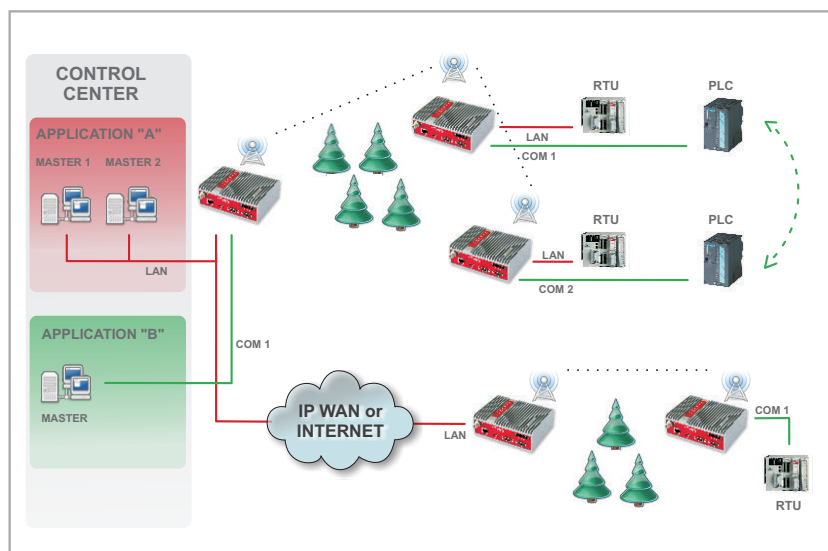 CONTROL
CENTER
APPLICATION "A"
MASTER 1
MASTER 2
LAN
APPLICATION "B"
MASTER
COM 1
RTU
PLC
LAN
COM 1
RTU
PLC
LAN
COM 2
IP WAN or
INTERNET
LAN
COM 1
RTU